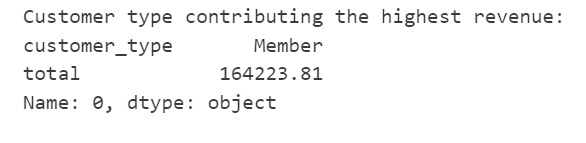 Customer type contributing the highest revenue:
customer_type       Member
total            164223.81
Name: 0, dtype: object